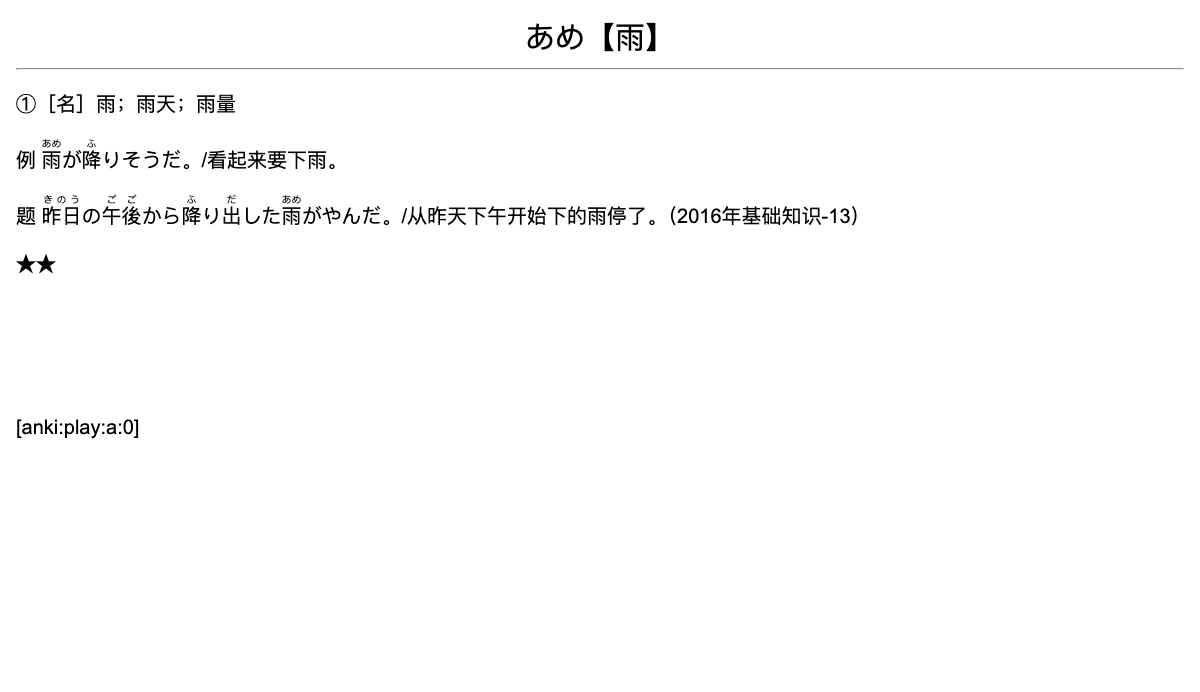 あめ【雨】
①［名］雨；雨天；雨量
あめ ふ
例 雨が降りそうだ。/看起来要下雨。
きのう ごご ふ だ あめ
题 昨日の午後から降り出した雨がやんだ。/从昨天下午开始下的雨停了。（2016年基础知识-13）
★★
[anki:play:a:0]